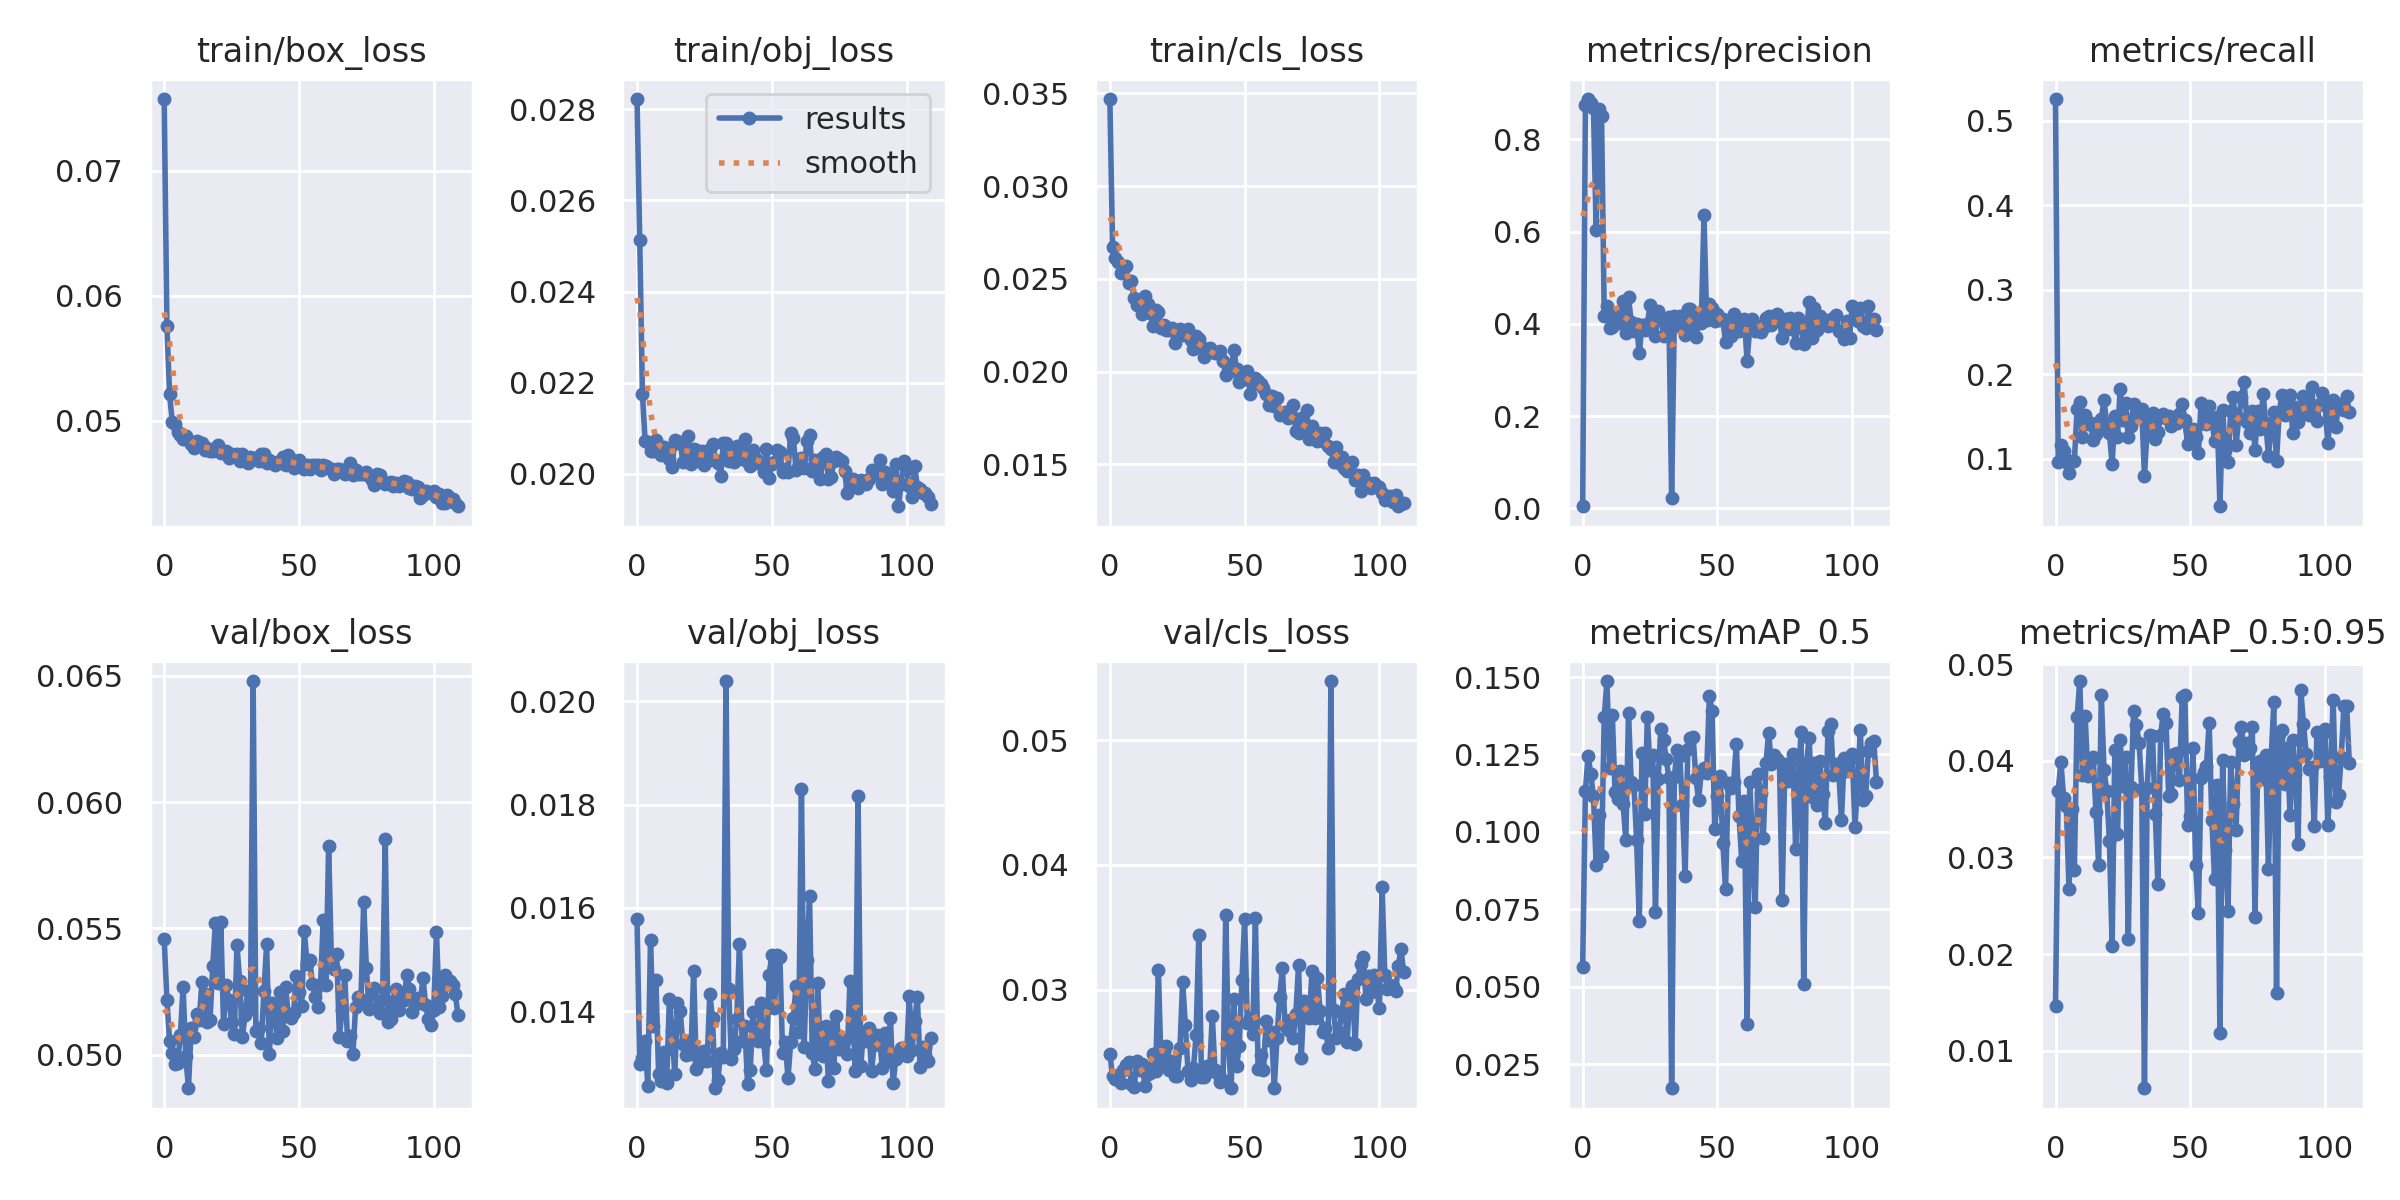 train/box_loss
0.07
0.06
0.05
0 50 100
train/obj_loss
results
smooth
0.028
0.026
0.024
0.022
0.020
0 50 100
train/cls_loss
0.035
0.030
0.025
0.020
0.015
0 50 100
metrics/precision
0.8
0.6
0.4
0.2
0.0
0 50 100
metrics/recall
0.5
0.4
0.3
0.2
0.1
0 50 100
val/box_loss
0.065
0.060
0.055
0.050
0 50 100
val/obj_loss
0.020
0.018
0.016
0.014
0 50 100
val/cls_loss
0.05
0.04
0.03
0 50 100
metrics/mAP_0.5
0.150
0.125
0.100
0.075
0.050
0.025
0 50 100
metrics/mAP_0.5:0.95
0.05
0.04
0.03
0.02
0.01
0 50 100